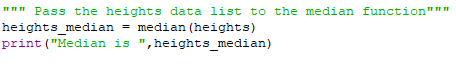 """ Pass the heights data list to the median function"""
heights_median = median(heights)
print("Median is ",heights_median)